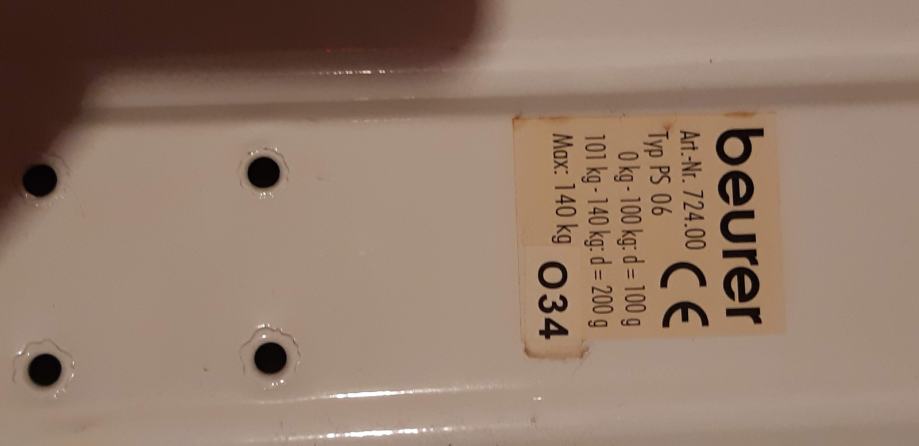 beurer
Art.-Nr. 724.00
Typ PS 06
CE
0 kg - 100 kg: d = 100 g
101 kg - 140 kg: d = 200 g
Max: 140 kg 034